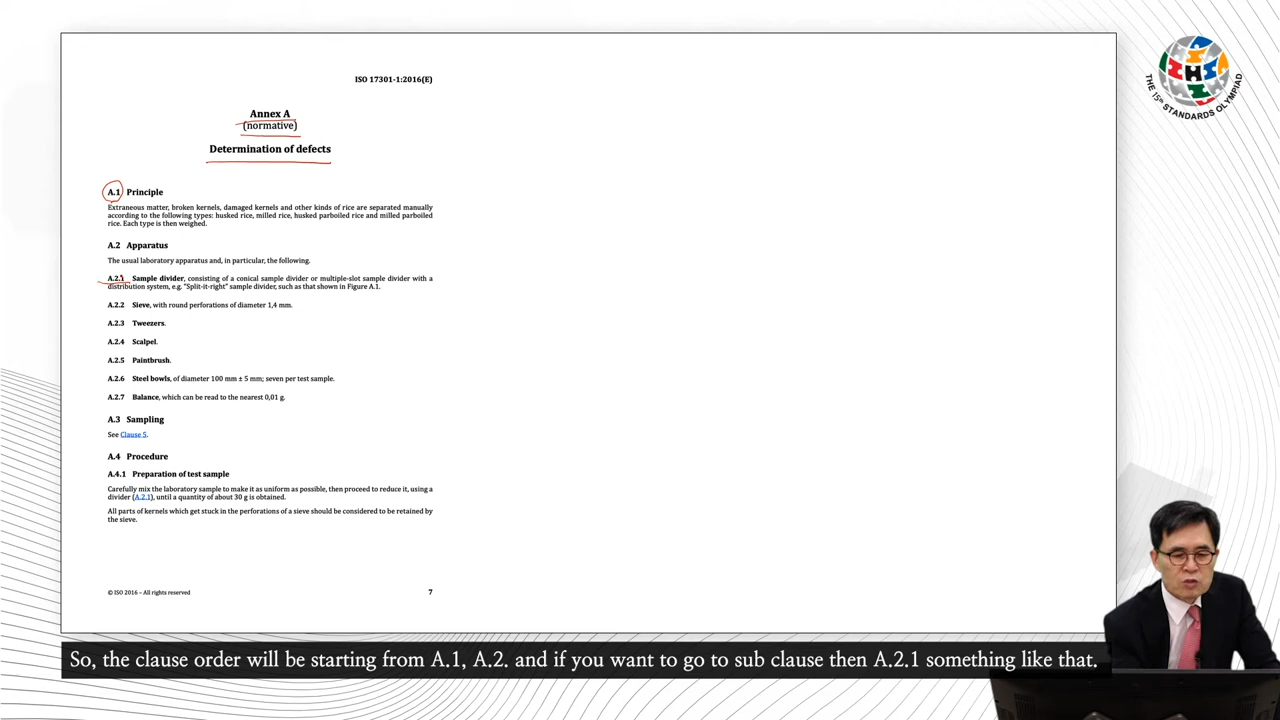 ISO 17301-1:2016(E)
Annex A
(normative)
Determination of defects
A.1 Principle
Extraneous matter, broken kernels, damaged kernels and other kinds of rice are separated manually
according to the following types: husked rice, milled rice, husked parboiled rice and milled parboiled
rice. Each type is then weighed.
A.2 Apparatus
The usual laboratory apparatus and, in particular, the following.
A.2.1 Sample divider, consisting of a conical sample divider or multiple-slot sample divider with a
distribution system, e.g. “Split-it-right” sample divider, such as that shown in Figure A.1.
A.2.2 Sieve, with round perforations of diameter 1,4 mm.
A.2.3 Tweezers.
A.2.4 Scalpel.
A.2.5 Paintbrush.
A.2.6 Steel bowls, of diameter 100 mm ± 5 mm; seven per test sample.
A.2.7 Balance, which can be read to the nearest 0,01 g.
A.3 Sampling
See Clause 5.
A.4 Procedure
A.4.1 Preparation of test sample
Carefully mix the laboratory sample to make it as uniform as possible, then proceed to reduce it, using a
divider (A.2.1), until a quantity of about 30 g is obtained.
All parts of kernels which get stuck in the perforations of a sieve should be considered to be retained by
the sieve.
© ISO 2016 – All rights reserved 7
H
THE 15th STANDARDS OLYMPIAD
So, the clause order will be starting from A.1, A.2. and if you want to go to sub clause then A.2.1 something like that.